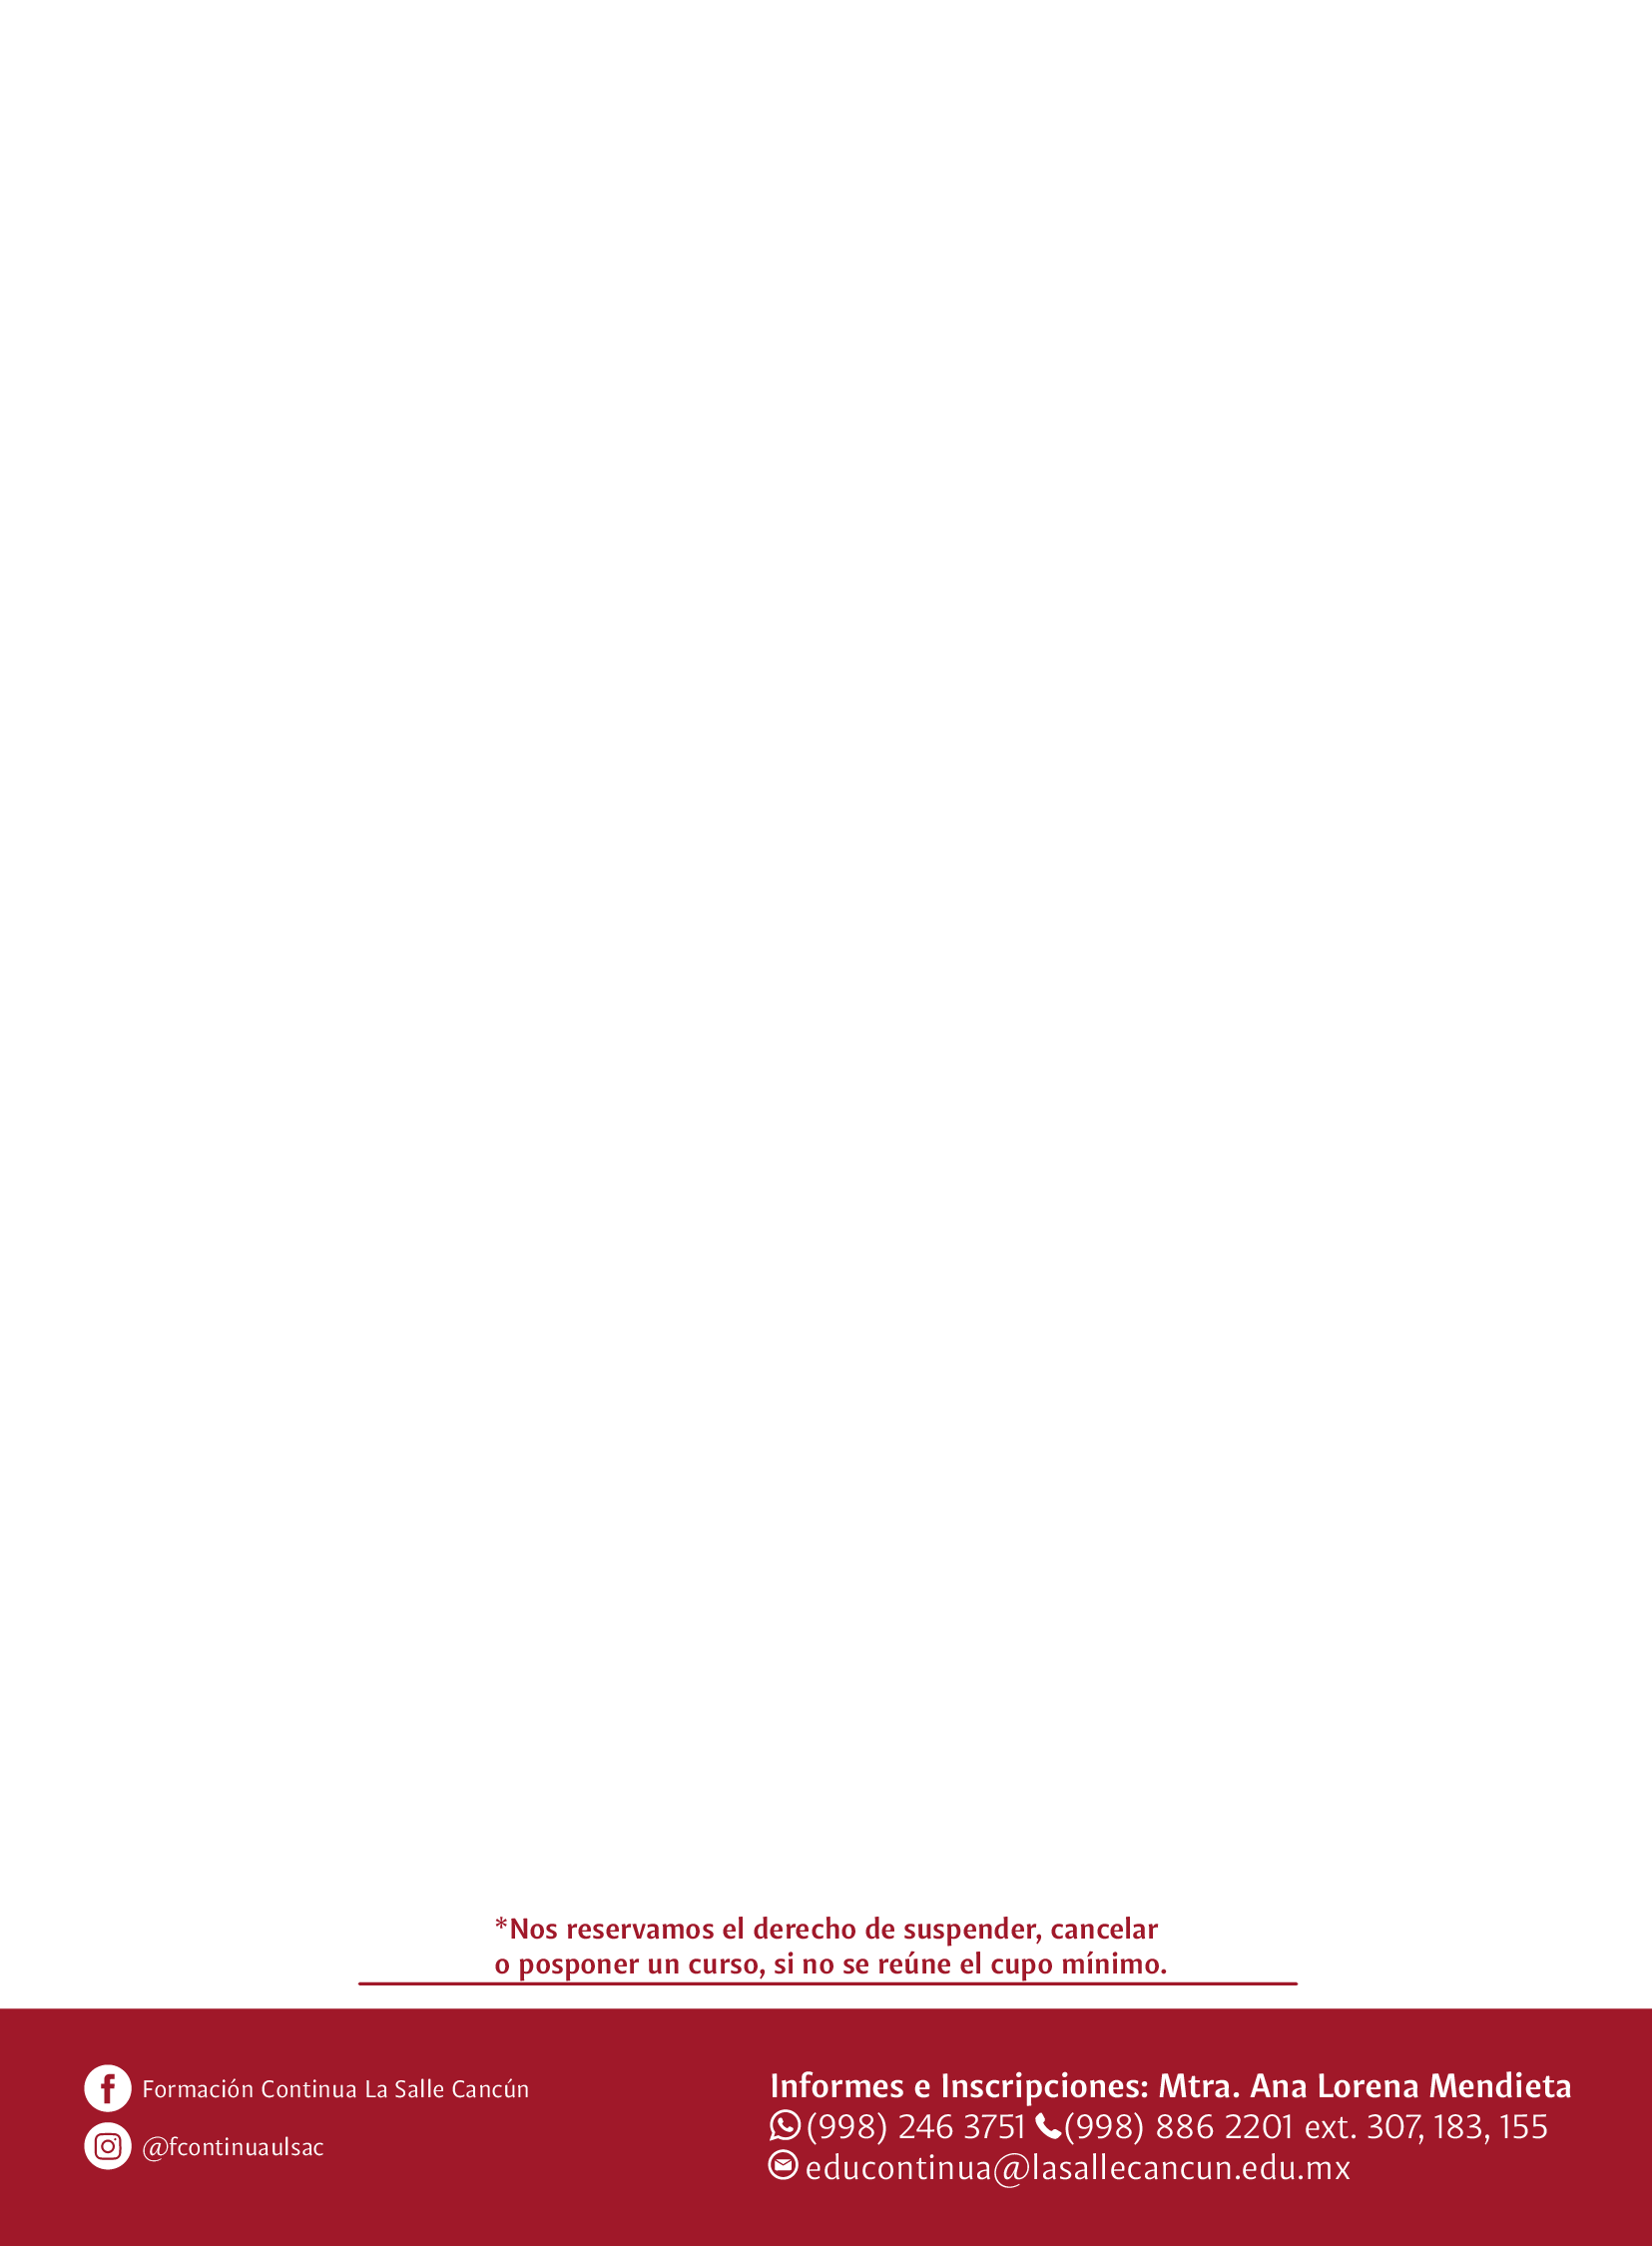 *Nos reservamos el derecho de suspender, cancelar
o posponer un curso, si no se reúne el cupo mínimo.
Formación Continua La Salle Cancún
@fcontinuaulsac
Informes e Inscripciones: Mtra. Ana Lorena Mendieta
(998) 246 3751 (998) 886 2201 ext. 307, 183, 155
educontinua@lasallecancun.edu.mx